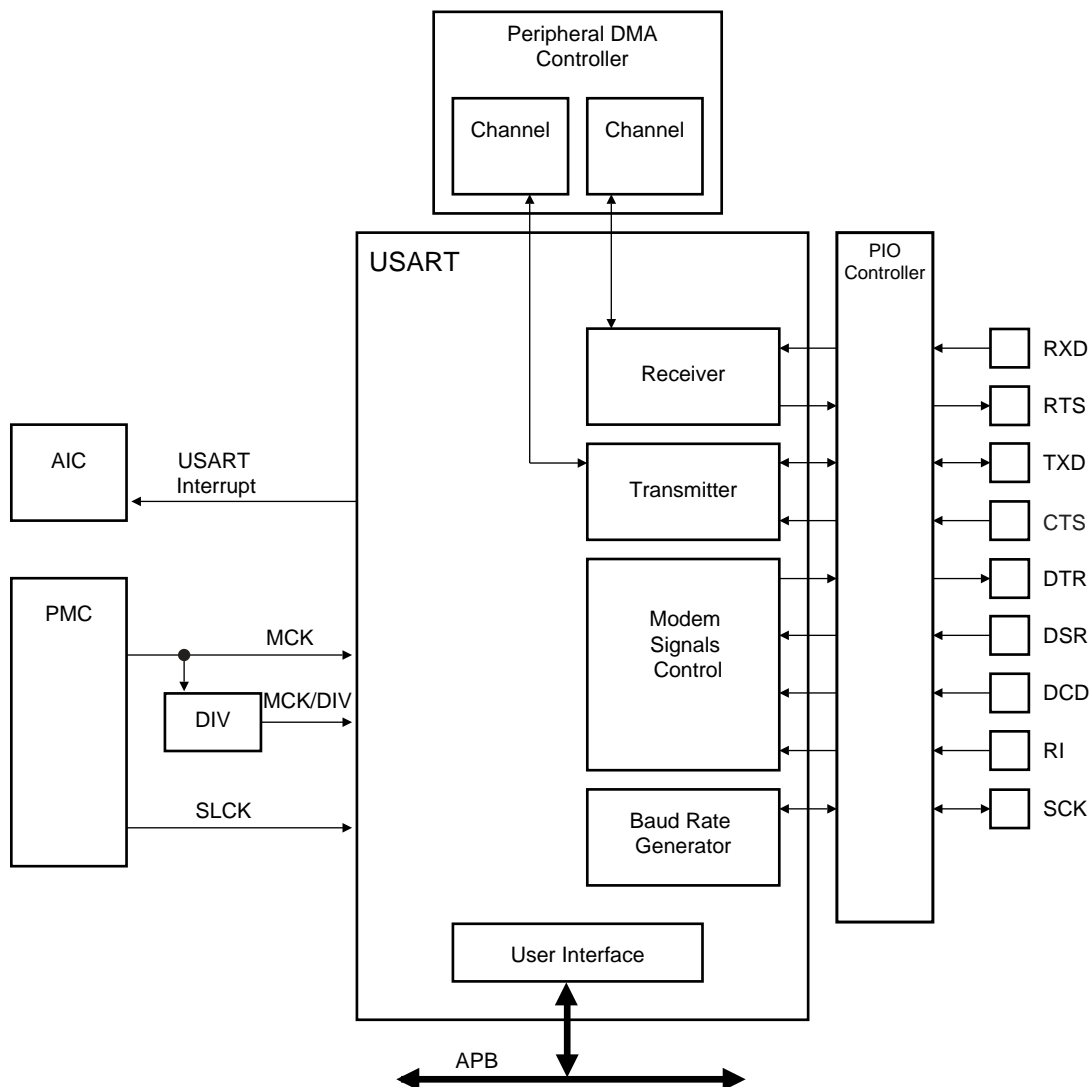 Peripheral DMA
Controller
Channel
Channel
USART
PIO
Controller
Receiver
RXD
RTS
AIC
USART
Interrupt
Transmitter
TXD
CTS
PMC
MCK
DIV
MCK/DIV
SLCK
Modem
Signals
Control
DTR
DSR
DCD
RI
Baud Rate
Generator
SCK
User Interface
APB